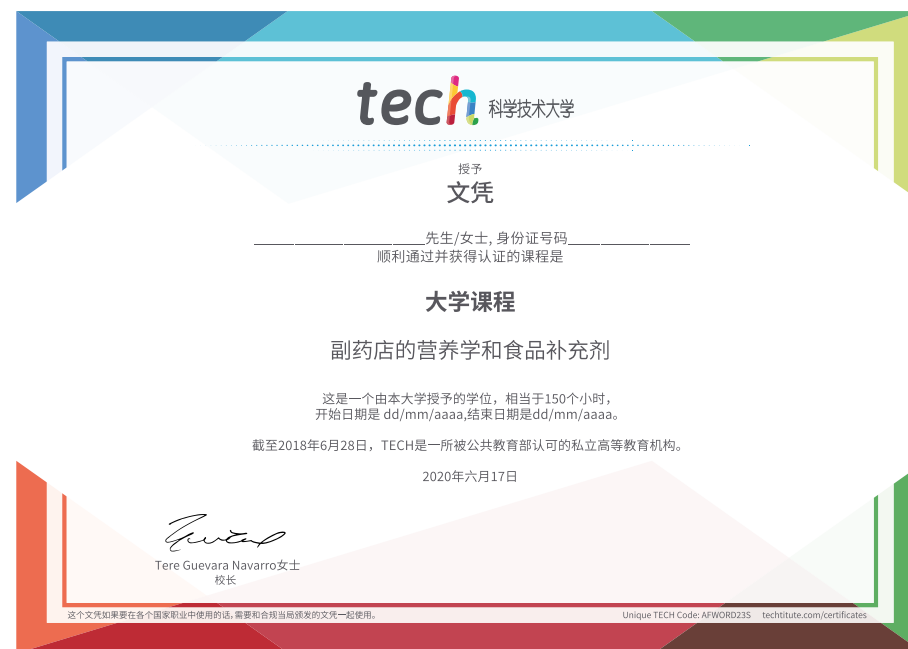 tech 科学技术大学
授予
文凭
____________________先生/女士, 身份证号码______________
顺利通过并获得认证的课程是
大学课程
副药店的营养学和食品补充剂
这是一个由本大学授予的学位，相当于150个小时，
开始日期是 dd/mm/aaaa,结束日期是dd/mm/aaaa。
截至2018年6月28日，TECH是一所被公共教育部认可的私立高等教育机构。
2020年六月17日
Tere Guevara Navarro女士
校长
这个文凭如果要在各个国家职业中使用的话,需要和合规当局颁发的文凭一起使用。
Unique TECH Code: AFWORD23S techtitute.com/certificates